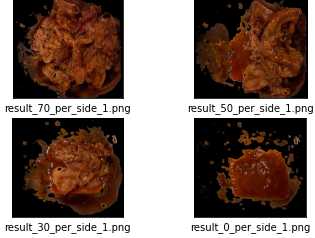 result_70_per_side_1.png
result_50_per_side_1.png
result_30_per_side_1.png
result_0_per_side_1.png